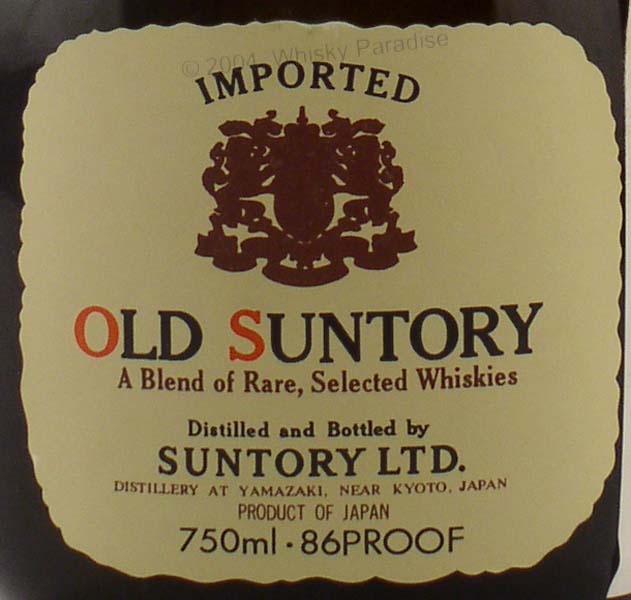 © 2004 Whisky Paradise
IMPORTED
OLD SUNTORY
A Blend of Rare, Selected Whiskies
Distilled and Bottled by
SUNTORY LTD.
DISTILLERY AT YAMAZAKI, NEAR KYOTO, JAPAN
PRODUCT OF JAPAN
750ml · 86PROOF